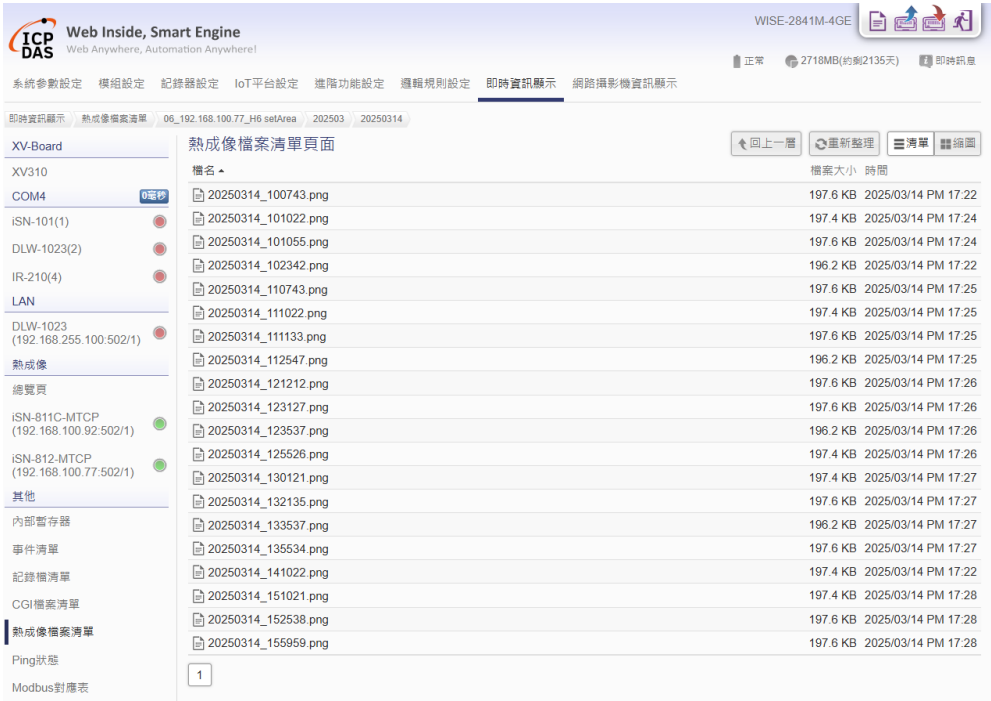 ICP DAS
Web Inside, Smart Engine
Web Anywhere, Automation Anywhere!
WISE-2841M-4GE
正常 2718MB(約剩2135天) 即時訊息
系統參數設定 模組設定 記錄器設定 IoT平台設定 進階功能設定 邏輯規則設定 即時資訊顯示 網路攝影機資訊顯示
即時資訊顯示 熱成像檔案清單 06_192.168.100.77_H6 setArea 202503 20250314
XV-Board
XV310
COM4 0毫秒
iSN-101(1)
DLW-1023(2)
IR-210(4)
LAN
DLW-1023
(192.168.255.100:502/1)
熱成像
總覽頁
iSN-811C-MTCP
(192.168.100.92:502/1)
iSN-812-MTCP
(192.168.100.77:502/1)
其他
內部暫存器
事件清單
記錄檔清單
CGI檔案清單
熱成像檔案清單
Ping狀態
Modbus對應表
熱成像檔案清單頁面
回上一層 重新整理 清單 縮圖
檔名 檔案大小 時間
20250314_100743.png 197.6 KB 2025/03/14 PM 17:22
20250314_101022.png 197.4 KB 2025/03/14 PM 17:24
20250314_101055.png 197.6 KB 2025/03/14 PM 17:24
20250314_102342.png 196.2 KB 2025/03/14 PM 17:22
20250314_110743.png 197.6 KB 2025/03/14 PM 17:25
20250314_111022.png 197.4 KB 2025/03/14 PM 17:25
20250314_111133.png 197.6 KB 2025/03/14 PM 17:25
20250314_112547.png 196.2 KB 2025/03/14 PM 17:25
20250314_121212.png 197.6 KB 2025/03/14 PM 17:26
20250314_123127.png 197.6 KB 2025/03/14 PM 17:26
20250314_123537.png 196.2 KB 2025/03/14 PM 17:26
20250314_125526.png 197.4 KB 2025/03/14 PM 17:26
20250314_130121.png 197.4 KB 2025/03/14 PM 17:27
20250314_132135.png 197.6 KB 2025/03/14 PM 17:27
20250314_133537.png 196.2 KB 2025/03/14 PM 17:27
20250314_135534.png 197.6 KB 2025/03/14 PM 17:27
20250314_141022.png 197.4 KB 2025/03/14 PM 17:22
20250314_151021.png 197.4 KB 2025/03/14 PM 17:28
20250314_152538.png 197.6 KB 2025/03/14 PM 17:28
20250314_155959.png 197.6 KB 2025/03/14 PM 17:28
1